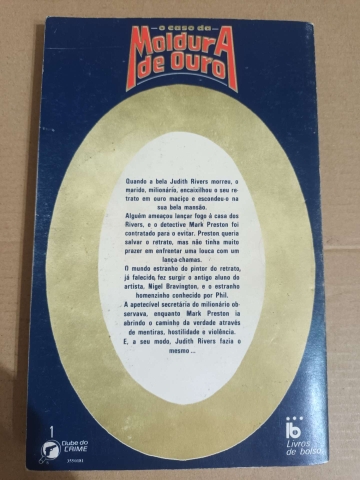 o caso da
MoldurA
de Ouro
Quando a bela Judith Rivers morreu, o
marido, milionário, encaixilhou o seu re-
trato em ouro maciço e escondeu-o na
sua bela mansão.
Alguém ameaçou lançar fogo à casa dos
Rivers, e o detective Mark Preston foi
contratado para o evitar. Preston queria
salvar o retrato, mas não tinha muito
prazer em enfrentar uma louca com um
lança-chamas.
O mundo estranho do pintor do retrato,
já falecido, fez surgir o antigo aluno do
artista, Nigel Bravington, e o estranho
homenzinho conhecido por Phil.
A apetecível secretária do milionário ob-
servava, enquanto Mark Preston ia
abrindo o caminho da verdade através
de mentiras, hostilidade e violência.
E, a seu modo, Judith Rivers fazia o
mesmo ...
1
Clube do
CRIME
lb
Livros
de bolso